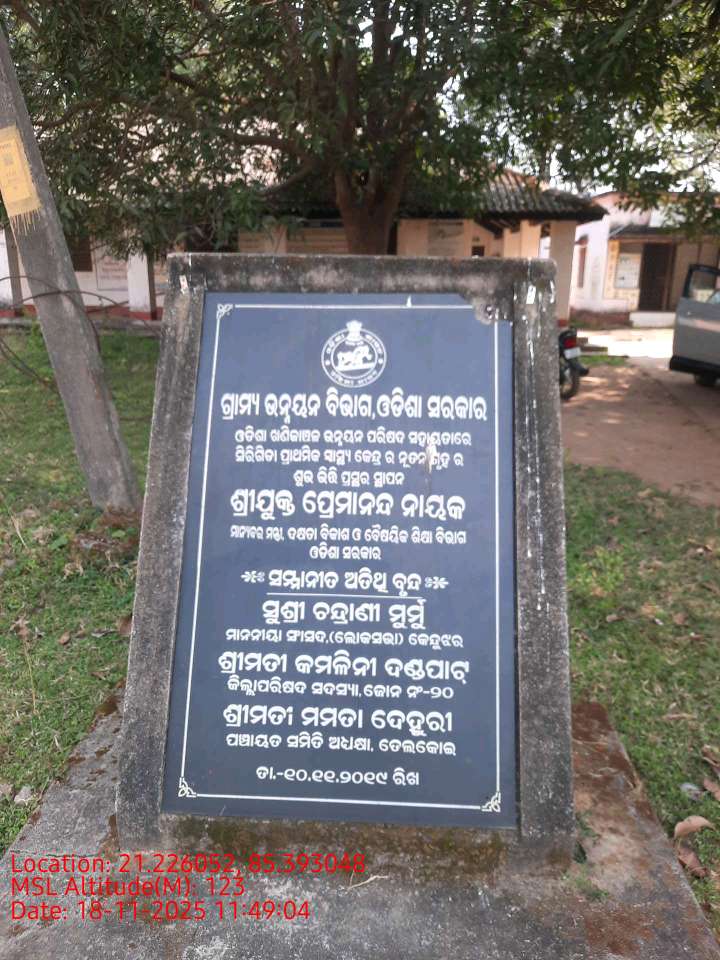 ଗ୍ରାମ୍ୟ ଉନ୍ନୟନ ବିଭାଗ, ଓଡିଶା ସରକାର
ଓଡିଶା ଖଣିକାଞ୍ଚଳ ଉନ୍ନୟନ ପରିଷଦ ସହାୟତାରେ
ସିରିଗିଡା ପ୍ରାଥମିକ ସ୍ୱାସ୍ଥ୍ୟ କେନ୍ଦ୍ର ର ନୂତନ ଗୃହ ର
ଶୁଭ ଭିତ୍ତି ପ୍ରସ୍ତର ସ୍ଥାପନ
ଶ୍ରୀଯୁକ୍ତ ପ୍ରେମାନନ୍ଦ ନାୟକ
ମାନ୍ୟବର ମନ୍ତ୍ରୀ, ଦକ୍ଷତା ବିକାଶ ଓ ବୈଷୟିକ ଶିକ୍ଷା ବିଭାଗ
ଓଡିଶା ସରକାର
ସମ୍ମାନୀତ ଅତିଥି ବୃନ୍ଦ
ସୁଶ୍ରୀ ଚନ୍ଦ୍ରାଣୀ ମୁର୍ମୁ
ମାନନୀୟା ସାଂସଦ,(ଲୋକସଭା) କେନ୍ଦୁଝର
ଶ୍ରୀମତୀ କମଳିନୀ ଦଣ୍ଡପାଟ୍
ଜିଲ୍ଲାପରିଷଦ ସଦସ୍ୟା, ଜୋନ ନଂ-୨୦
ଶ୍ରୀମତୀ ମମତା ଦେହୁରୀ
ପଞ୍ଚାୟତ ସମିତି ଅଧ୍ୟକ୍ଷା, ତେଲକୋଇ
ତା.-୧୦.୧୧.୨୦୧୯ ରିଖ
Location: 21.226052, 85.393048
MSL Altitude(M): 123
Date: 18-11-2025 11:49:04